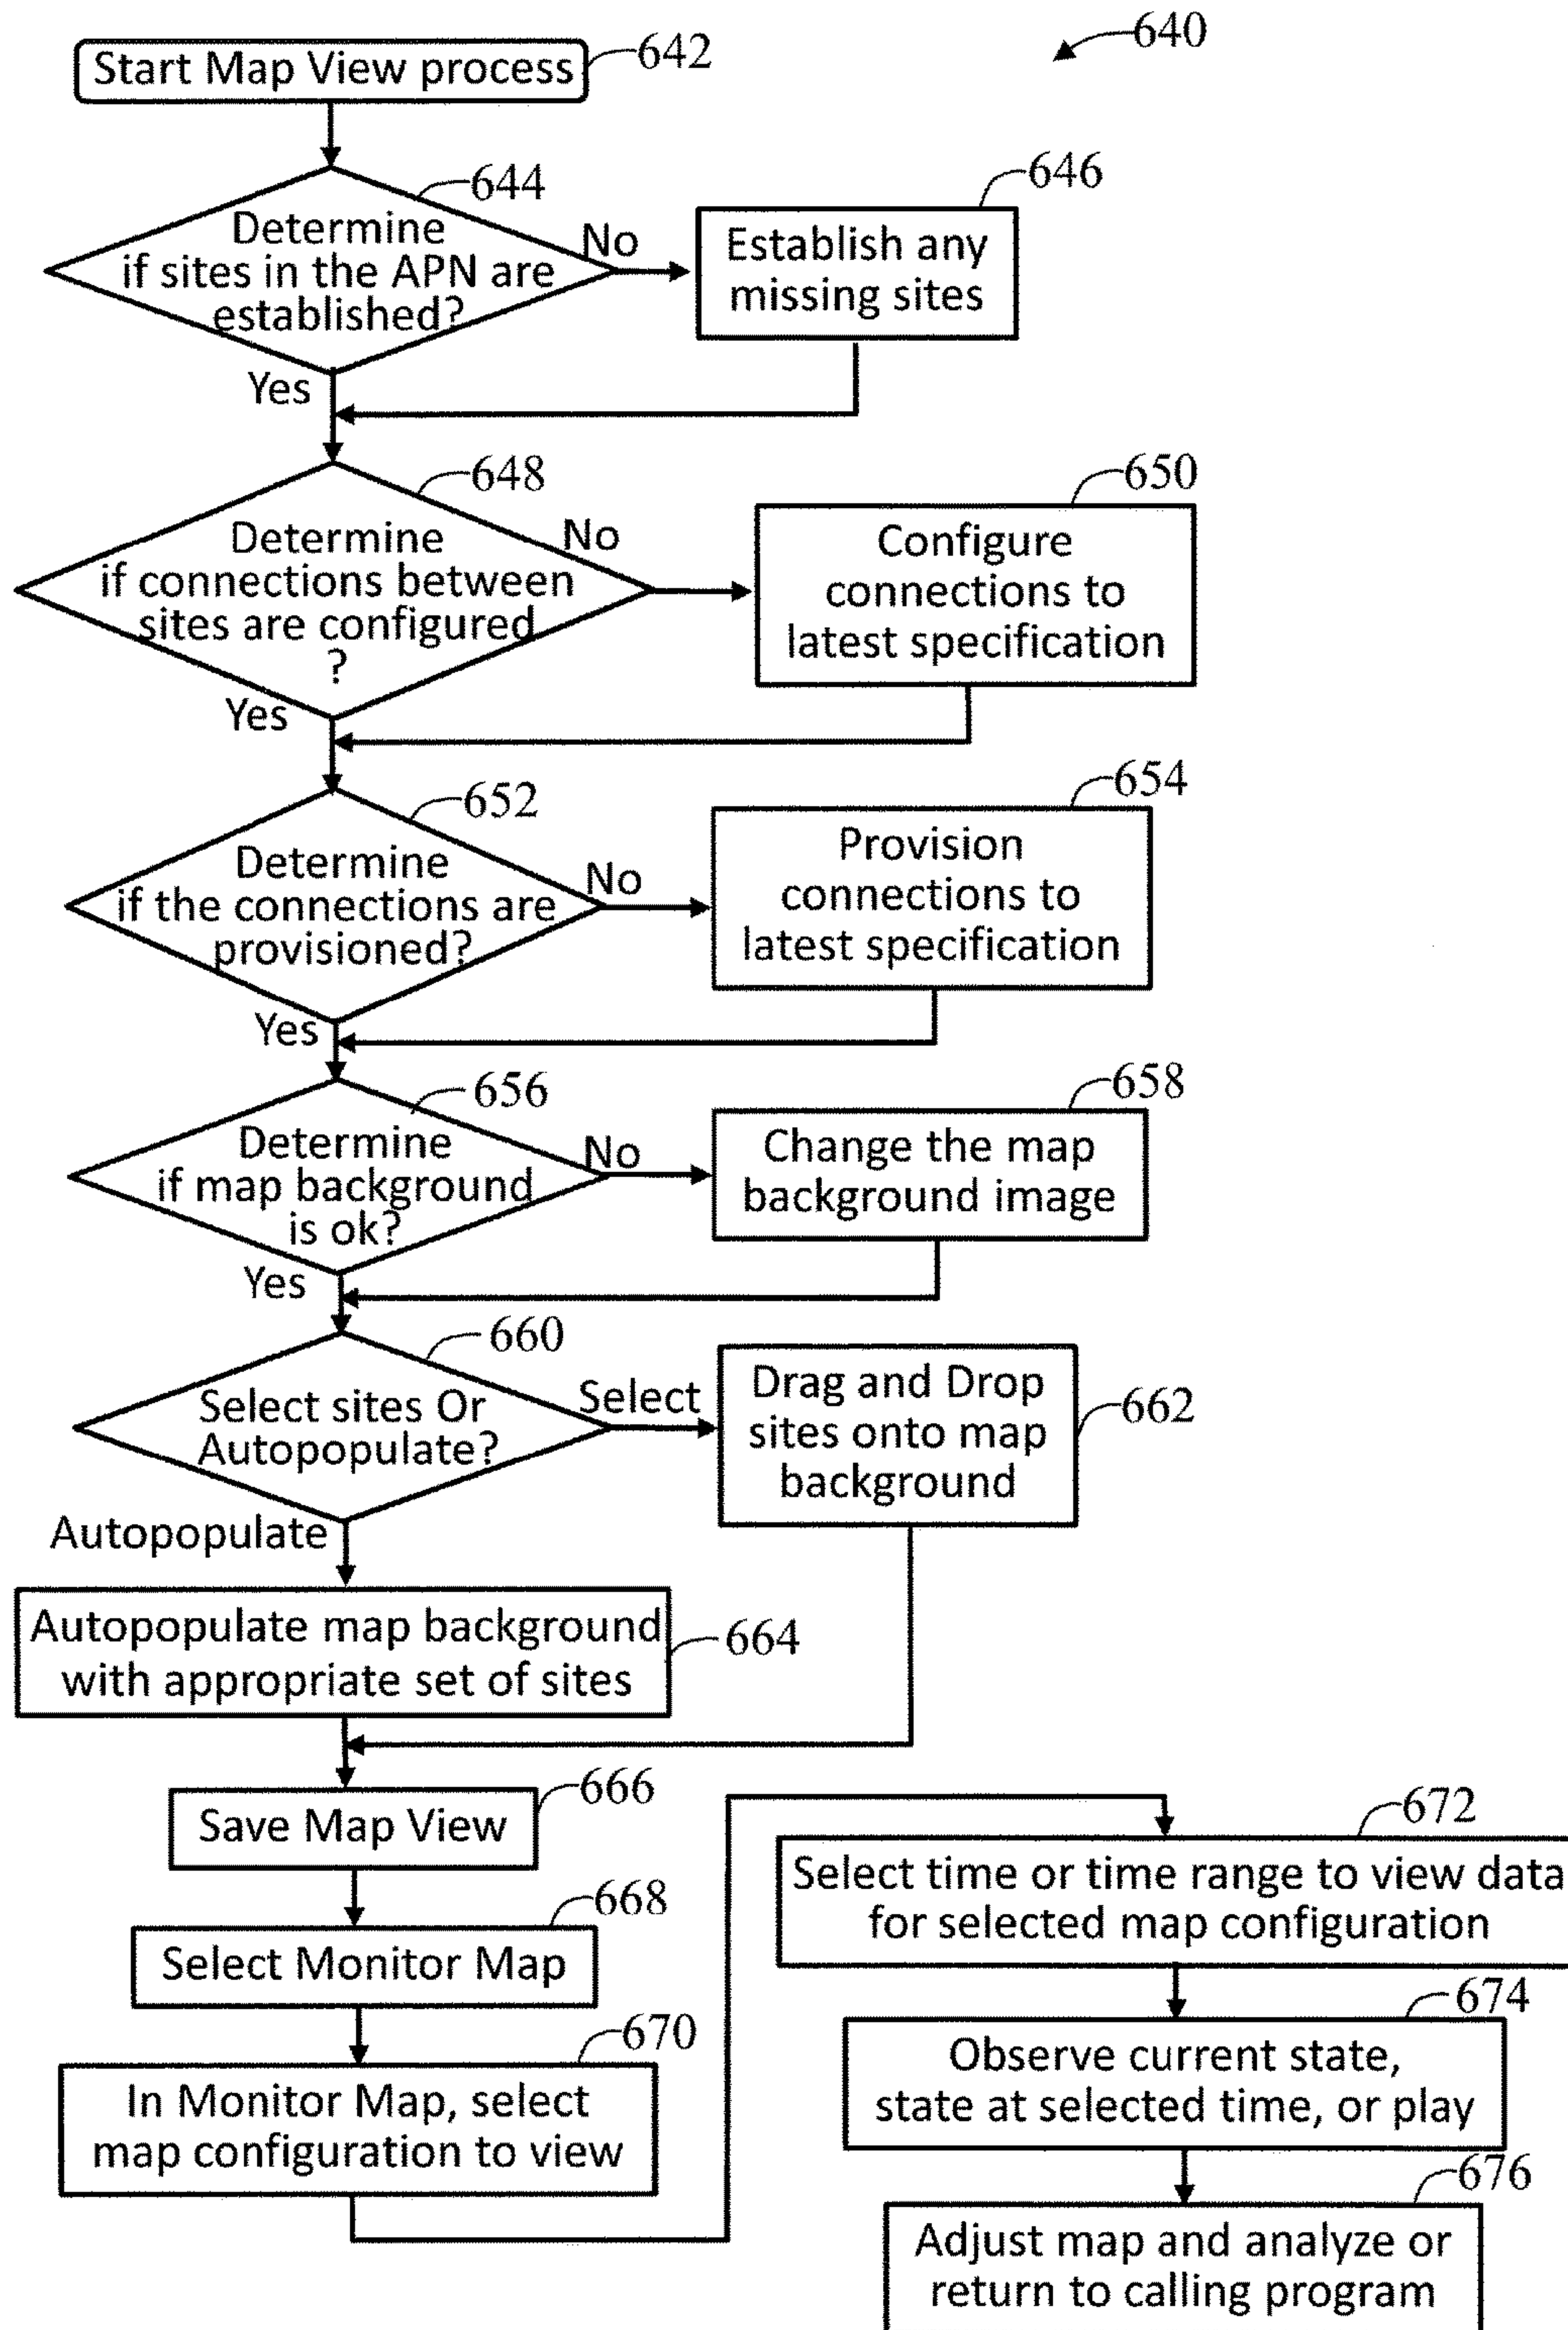 640
Start Map View process
642
644
Determine
if sites in the APN are
established?
No
646
Establish any
missing sites
Yes
648
Determine
if connections between
sites are configured
?
No
650
Configure
connections to
latest specification
Yes
652
Determine
if the connections are
provisioned?
No
654
Provision
connections to
latest specification
Yes
656
Determine
if map background
is ok?
No
658
Change the map
background image
Yes
660
Select sites Or
Autopopulate?
Select
Drag and Drop
sites onto map
background
662
Autopopulate
Autopopulate map background
with appropriate set of sites
664
Save Map View
666
668
Select Monitor Map
670
In Monitor Map, select
map configuration to view
672
Select time or time range to view data
for selected map configuration
674
Observe current state,
state at selected time, or play
676
Adjust map and analyze or
return to calling program